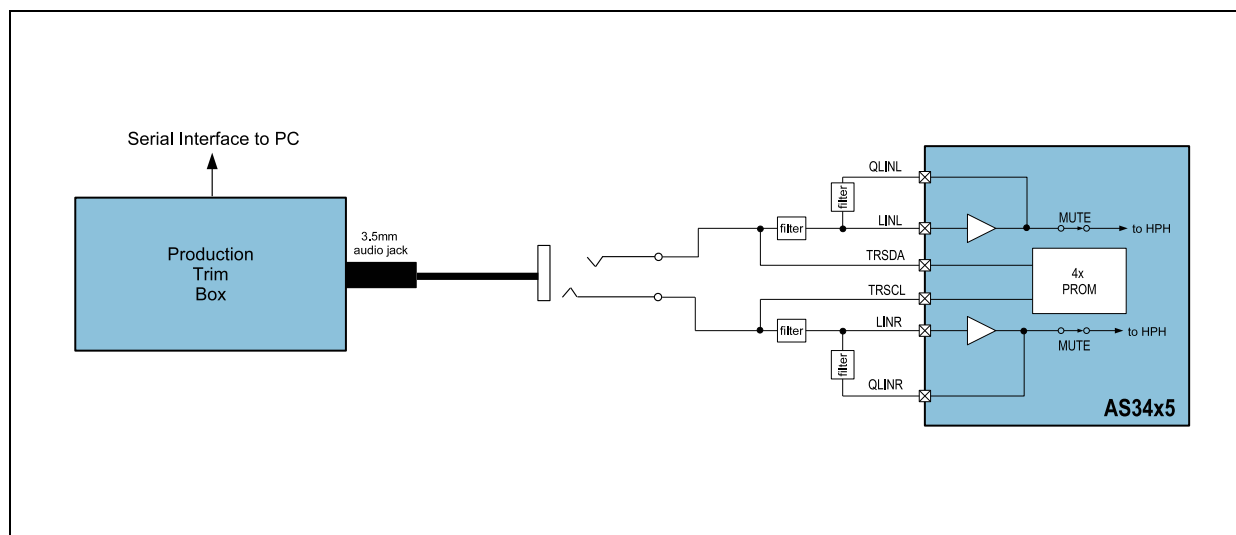 Serial Interface to PC
Production
Trim
Box
3.5mm
audio jack
filter
filter
QLINL
LINL
TRSDA
TRSCL
LINR
QLINR
filter
filter
MUTE
to HPH
4x
PROM
to HPH
MUTE
AS34x5